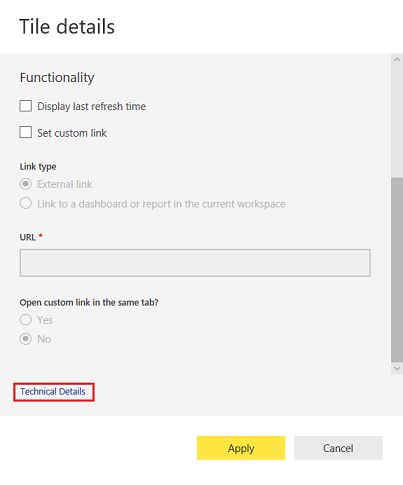 Tile details
Functionality
Display last refresh time
Set custom link
Link type
External link
Link to a dashboard or report in the current workspace
URL *
Open custom link in the same tab?
Yes
No
Technical Details
Apply
Cancel